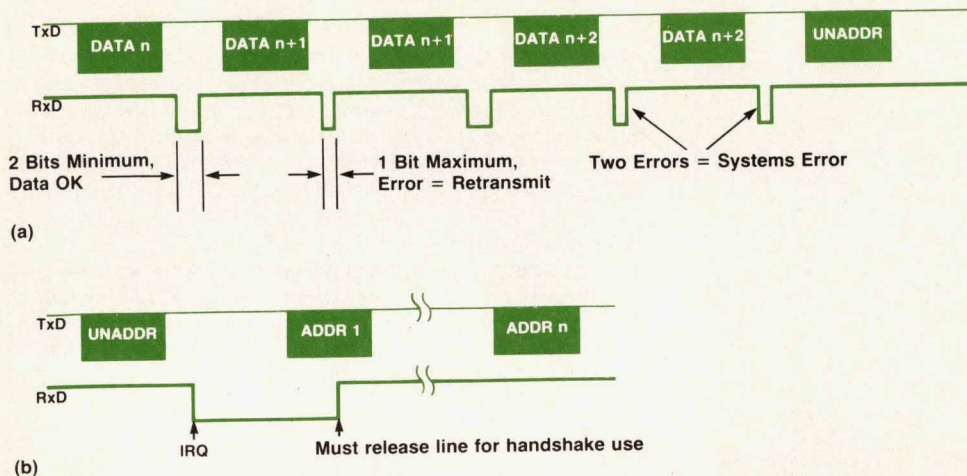 TxD
DATA n DATA n+1 DATA n+1 DATA n+2 DATA n+2 UNADDR
RxD
2 Bits Minimum,
Data OK
1 Bit Maximum,
Error = Retransmit
Two Errors = Systems Error
(a)
TxD
UNADDR ADDR 1 ADDR n
RxD
IRQ
Must release line for handshake use
(b)